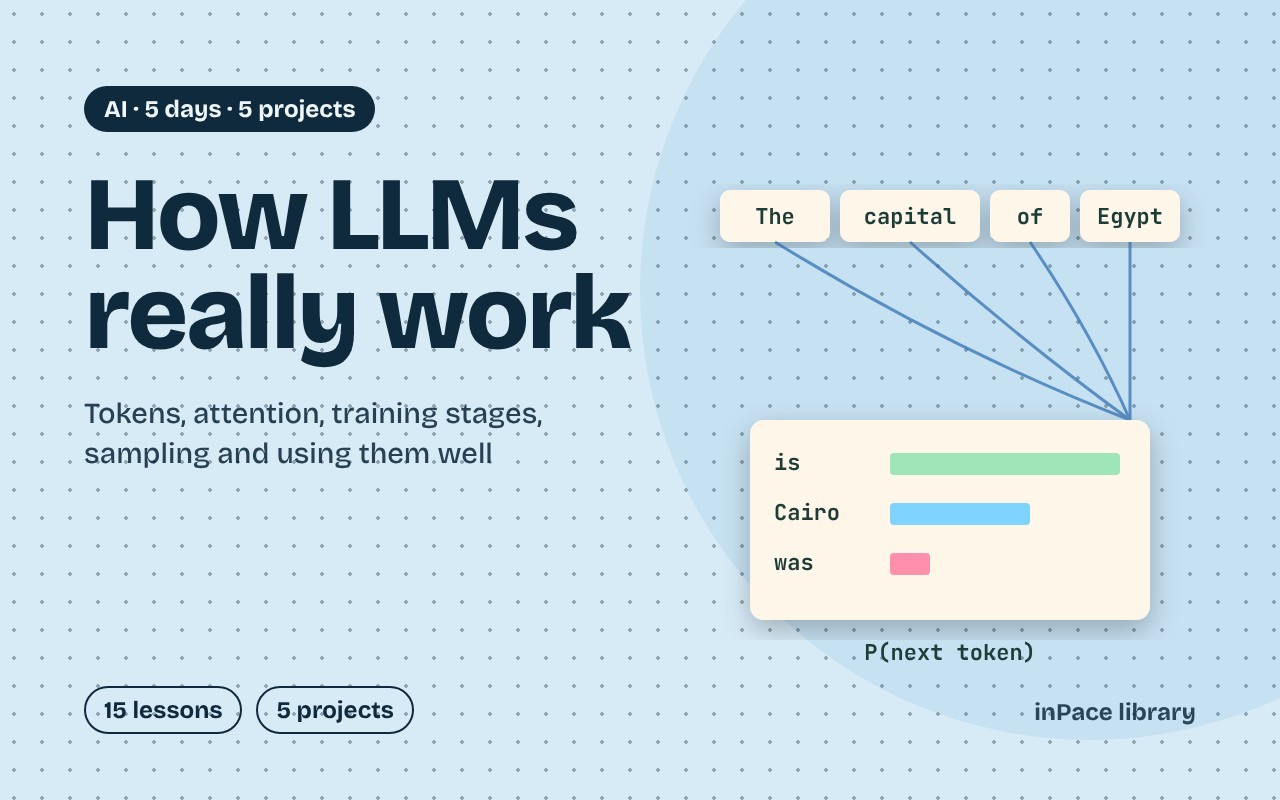 AI · 5 days · 5 projects
How LLMs
really work
Tokens, attention, training stages,
sampling and using them well
15 lessons
5 projects
The capital of Egypt
is
Cairo
was
P(next token)
inPace library